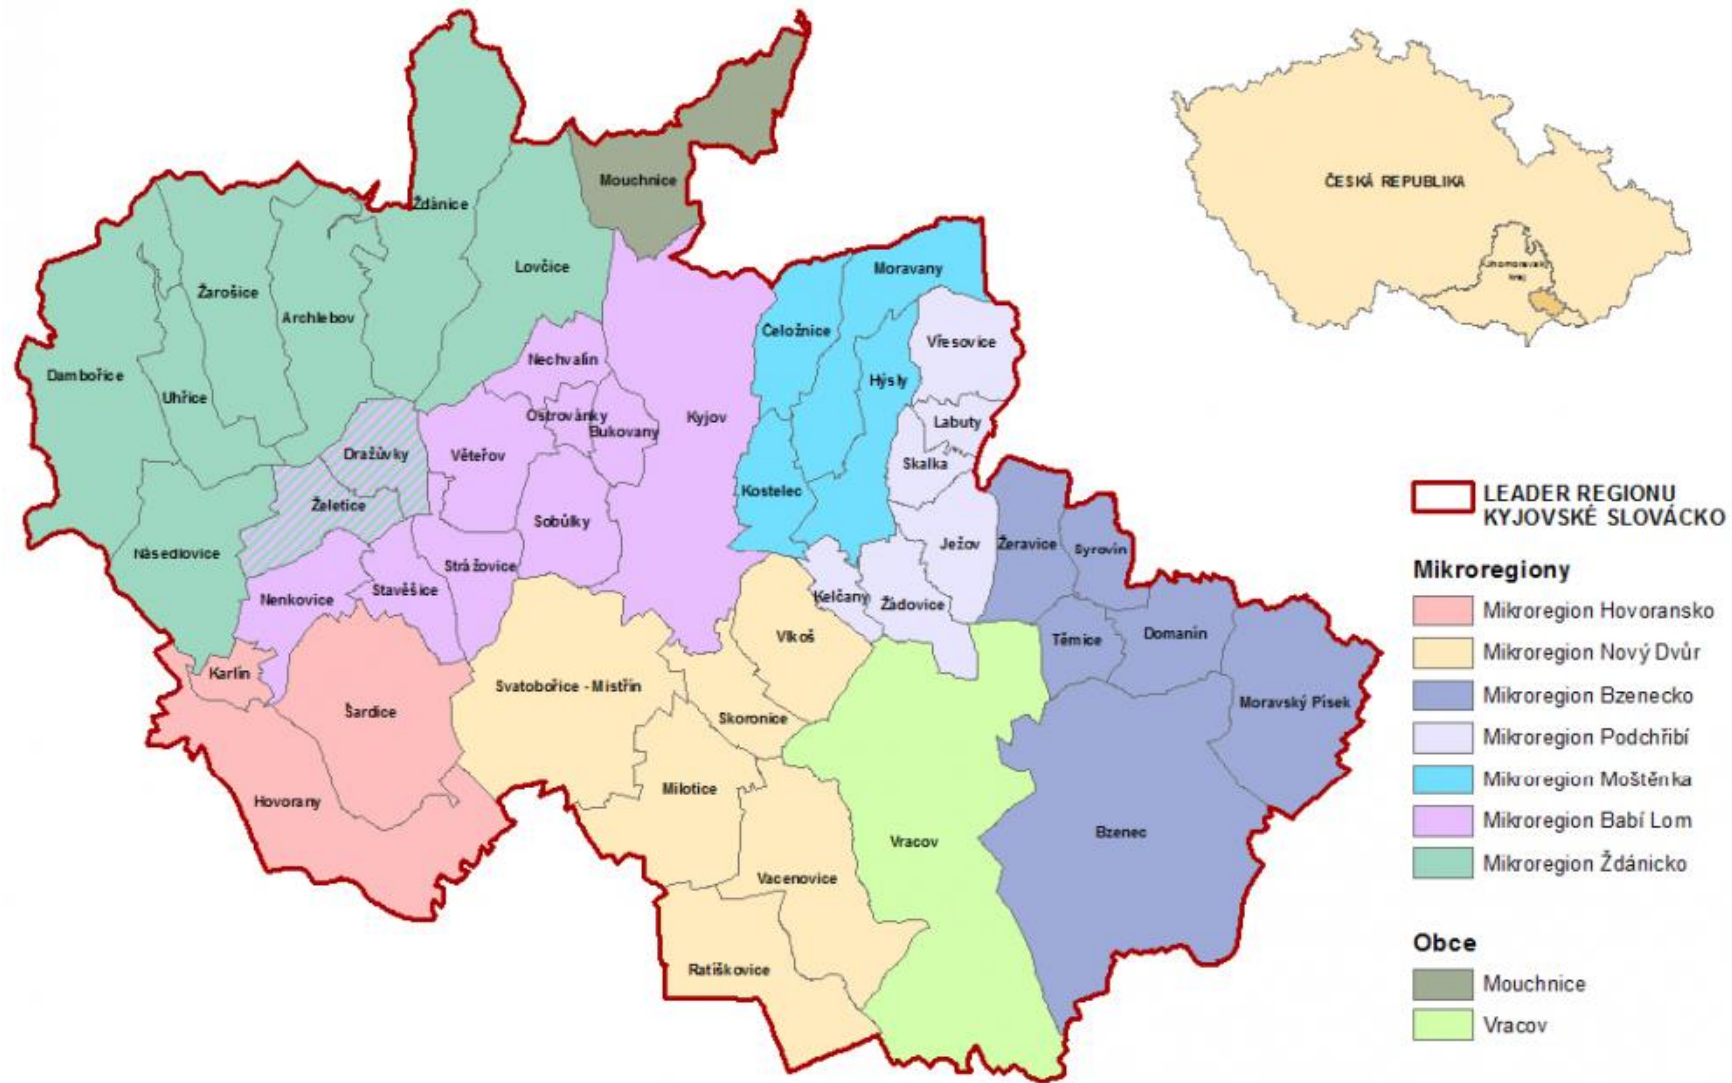 Mouchnice
ČESKÁ REPUBLIKA
Ždánice
Lovčice
Moravany
Žarošice
Archlebov
Čeložnice
Vřesovice
Nechvalín
Dambořice
Hýsly
Uhřice
Ostrovánky
Kyjov
Labuty
Bukovany
Dražůvky
Věteřov
Skalka
Kostelec
Želetice
Sobůlky
Ježov
Žeravice
Syrovín
Násedlovice
Strážovice
Stavěšice
Nenkovice
Kelčany
Žádovice
Vlkoš
Těmice
Domanín
Karlín
Svatobořice - Mistřín
Šardice
Skoronice
Moravský Písek
Milotice
Hovorany
Bzenec
Vracov
Vacenovice
Ratíškovice
LEADER REGIONU
KYJOVSKÉ SLOVÁCKO
Mikroregiony
Mikroregion Hovoransko
Mikroregion Nový Dvůr
Mikroregion Bzenecko
Mikroregion Podchřibí
Mikroregion Moštěnka
Mikroregion Babí Lom
Mikroregion Ždánicko
Obce
Mouchnice
Vracov